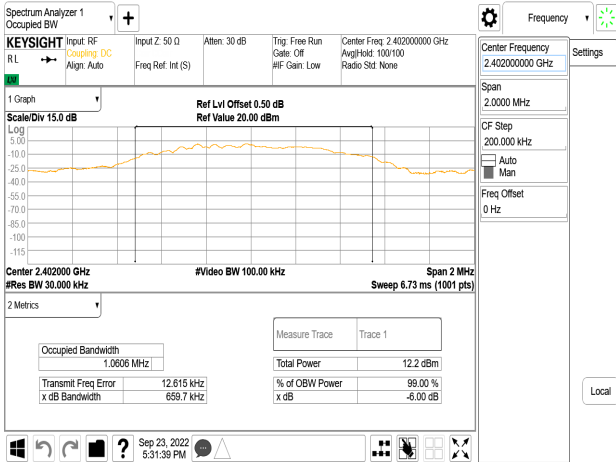 Spectrum Analyzer 1
Occupied BW
Frequency
KEYSIGHT
R L
LW
Input: RF
Coupling: DC
Align: Auto
Input Z: 50 Ω
Freq Ref: Int (S)
Atten: 30 dB
Trig: Free Run
Gate: Off
#IF Gain: Low
Center Freq: 2.402000000 GHz
Avg|Hold: 100/100
Radio Std: None
Center Frequency
2.402000000 GHz
Settings
Span
2.0000 MHz
CF Step
200.000 kHz
Auto
Man
Freq Offset
0 Hz
Local
1 Graph
Scale/Div 15.0 dB
Ref Lvl Offset 0.50 dB
Ref Value 20.00 dBm
Log
5.00
-10.0
-25.0
-40.0
-55.0
-70.0
-85.0
-100
-115
Center 2.402000 GHz
#Video BW 100.00 kHz
Span 2 MHz
#Res BW 30.000 kHz
Sweep 6.73 ms (1001 pts)
2 Metrics
Measure Trace Trace 1
Occupied Bandwidth
1.0606 MHz
Total Power 12.2 dBm
Transmit Freq Error 12.615 kHz
% of OBW Power 99.00 %
x dB Bandwidth 659.7 kHz
x dB -6.00 dB
?
Sep 23, 2022
5:31:39 PM